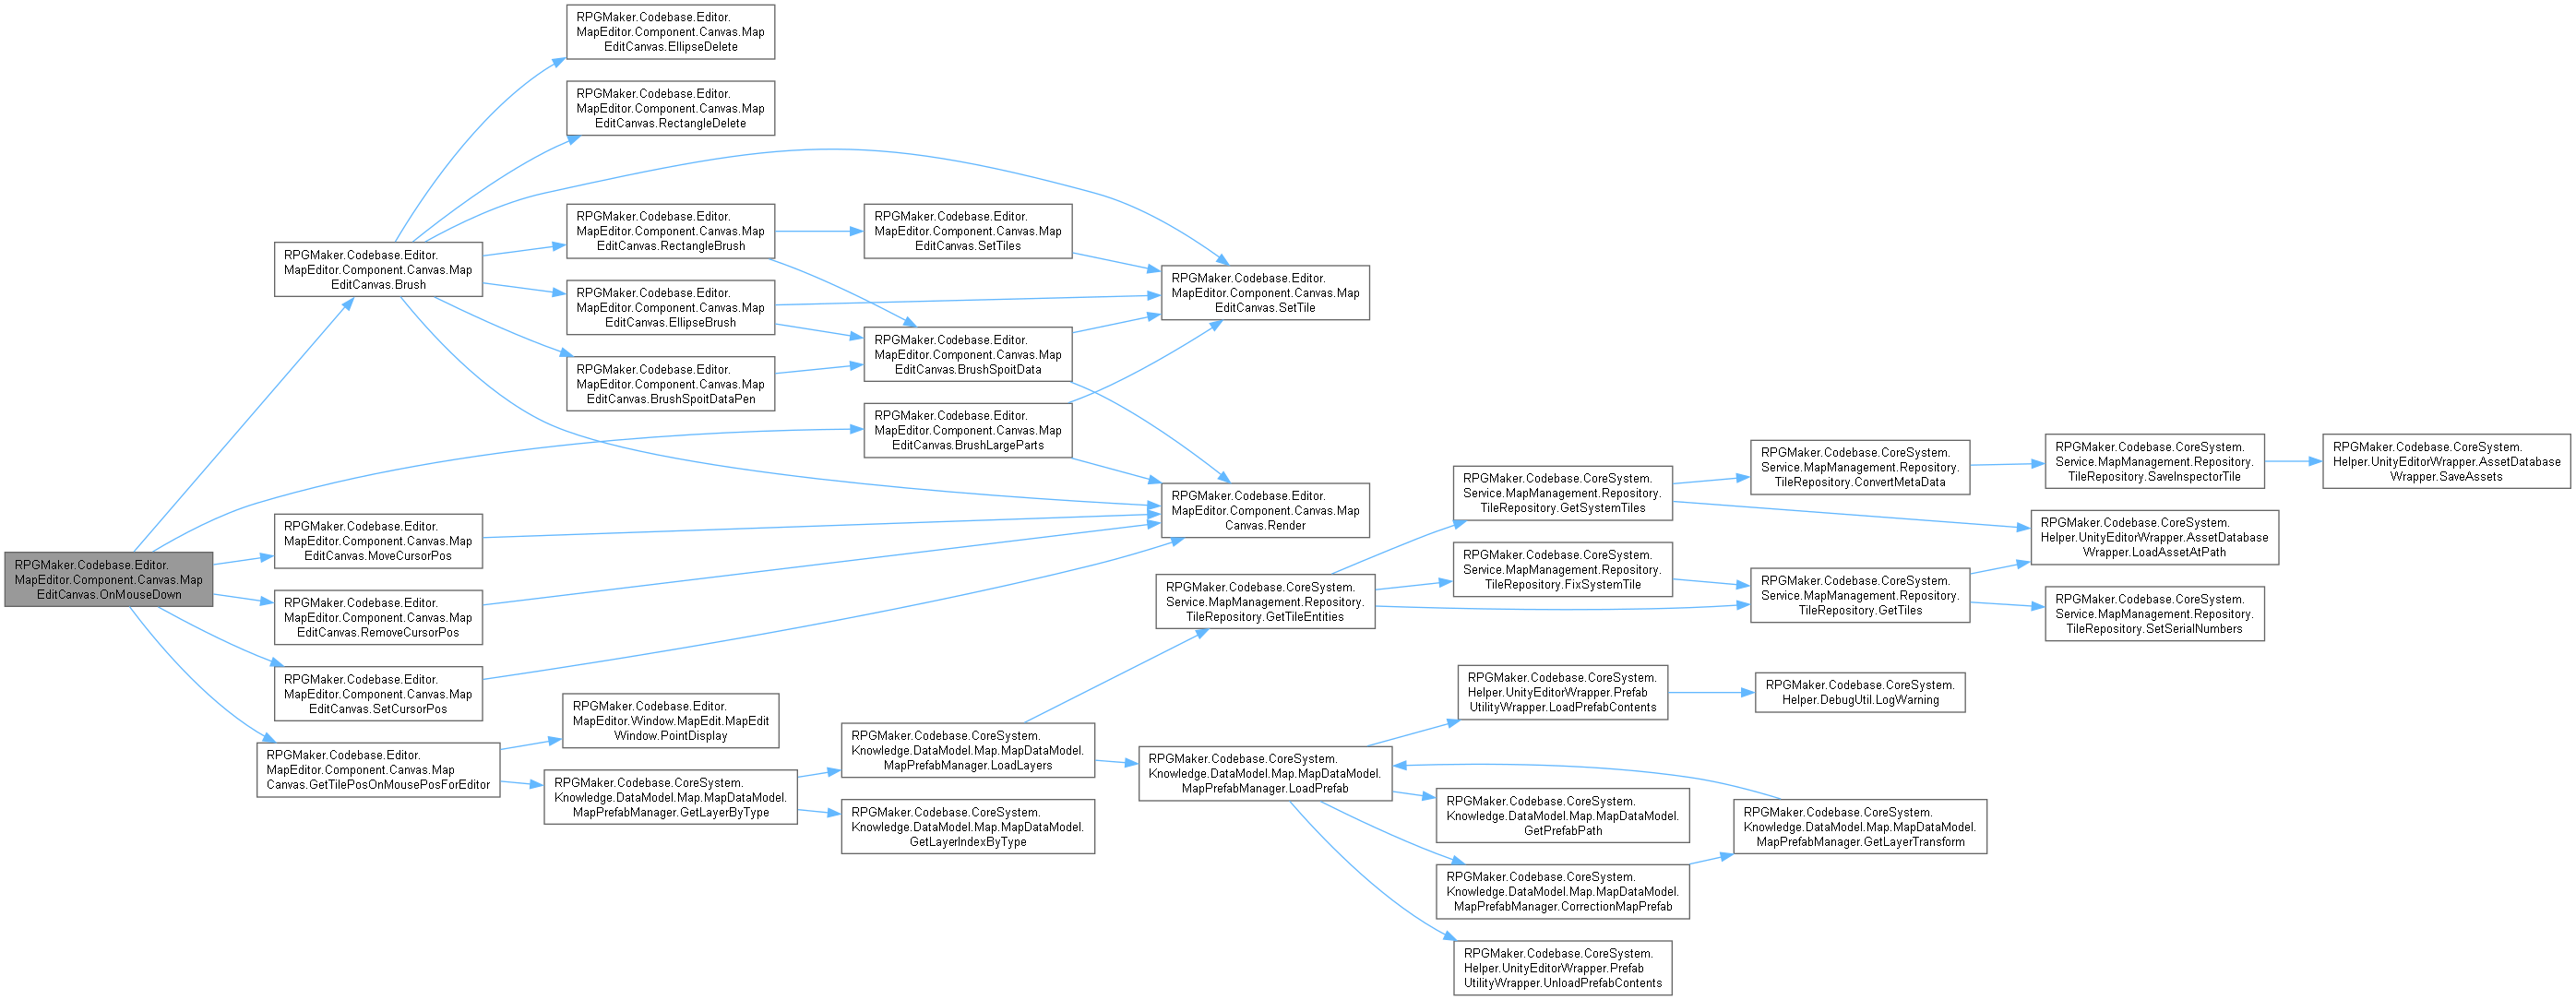 RPGMaker.Codebase.Editor.
MapEditor.Component.Canvas.Map
EditCanvas.OnMouseDown
RPGMaker.Codebase.Editor.
MapEditor.Component.Canvas.Map
EditCanvas.Brush
RPGMaker.Codebase.Editor.
MapEditor.Component.Canvas.Map
EditCanvas.MoveCursorPos
RPGMaker.Codebase.Editor.
MapEditor.Component.Canvas.Map
EditCanvas.RemoveCursorPos
RPGMaker.Codebase.Editor.
MapEditor.Component.Canvas.Map
EditCanvas.SetCursorPos
RPGMaker.Codebase.Editor.
MapEditor.Component.Canvas.Map
Canvas.GetTilePosOnMousePosForEditor
RPGMaker.Codebase.Editor.
MapEditor.Component.Canvas.Map
EditCanvas.EllipseDelete
RPGMaker.Codebase.Editor.
MapEditor.Component.Canvas.Map
EditCanvas.RectangleDelete
RPGMaker.Codebase.Editor.
MapEditor.Component.Canvas.Map
EditCanvas.RectangleBrush
RPGMaker.Codebase.Editor.
MapEditor.Component.Canvas.Map
EditCanvas.EllipseBrush
RPGMaker.Codebase.Editor.
MapEditor.Component.Canvas.Map
EditCanvas.BrushSpoitDataPen
RPGMaker.Codebase.Editor.
MapEditor.Window.MapEdit.MapEdit
Window.PointDisplay
RPGMaker.Codebase.CoreSystem.
Knowledge.DataModel.Map.MapDataModel.
MapPrefabManager.GetLayerByType
RPGMaker.Codebase.Editor.
MapEditor.Component.Canvas.Map
EditCanvas.SetTiles
RPGMaker.Codebase.Editor.
MapEditor.Component.Canvas.Map
EditCanvas.BrushSpoitData
RPGMaker.Codebase.Editor.
MapEditor.Component.Canvas.Map
EditCanvas.BrushLargeParts
RPGMaker.Codebase.CoreSystem.
Knowledge.DataModel.Map.MapDataModel.
MapPrefabManager.LoadLayers
RPGMaker.Codebase.CoreSystem.
Knowledge.DataModel.Map.MapDataModel.
GetLayerIndexByType
RPGMaker.Codebase.Editor.
MapEditor.Component.Canvas.Map
EditCanvas.SetTile
RPGMaker.Codebase.Editor.
MapEditor.Component.Canvas.Map
Canvas.Render
RPGMaker.Codebase.CoreSystem.
Service.MapManagement.Repository.
TileRepository.GetTileEntities
RPGMaker.Codebase.CoreSystem.
Knowledge.DataModel.Map.MapDataModel.
MapPrefabManager.LoadPrefab
RPGMaker.Codebase.CoreSystem.
Service.MapManagement.Repository.
TileRepository.GetSystemTiles
RPGMaker.Codebase.CoreSystem.
Service.MapManagement.Repository.
TileRepository.FixSystemTile
RPGMaker.Codebase.CoreSystem.
Helper.UnityEditorWrapper.Prefab
UtilityWrapper.LoadPrefabContents
RPGMaker.Codebase.CoreSystem.
Knowledge.DataModel.Map.MapDataModel.
GetPrefabPath
RPGMaker.Codebase.CoreSystem.
Knowledge.DataModel.Map.MapDataModel.
MapPrefabManager.CorrectionMapPrefab
RPGMaker.Codebase.CoreSystem.
Helper.UnityEditorWrapper.Prefab
UtilityWrapper.UnloadPrefabContents
RPGMaker.Codebase.CoreSystem.
Service.MapManagement.Repository.
TileRepository.ConvertMetaData
RPGMaker.Codebase.CoreSystem.
Service.MapManagement.Repository.
TileRepository.GetTiles
RPGMaker.Codebase.CoreSystem.
Helper.DebugUtil.LogWarning
RPGMaker.Codebase.CoreSystem.
Knowledge.DataModel.Map.MapDataModel.
MapPrefabManager.GetLayerTransform
RPGMaker.Codebase.CoreSystem.
Service.MapManagement.Repository.
TileRepository.SaveInspectorTile
RPGMaker.Codebase.CoreSystem.
Helper.UnityEditorWrapper.AssetDatabase
Wrapper.LoadAssetAtPath
RPGMaker.Codebase.CoreSystem.
Service.MapManagement.Repository.
TileRepository.SetSerialNumbers
RPGMaker.Codebase.CoreSystem.
Helper.UnityEditorWrapper.AssetDatabase
Wrapper.SaveAssets